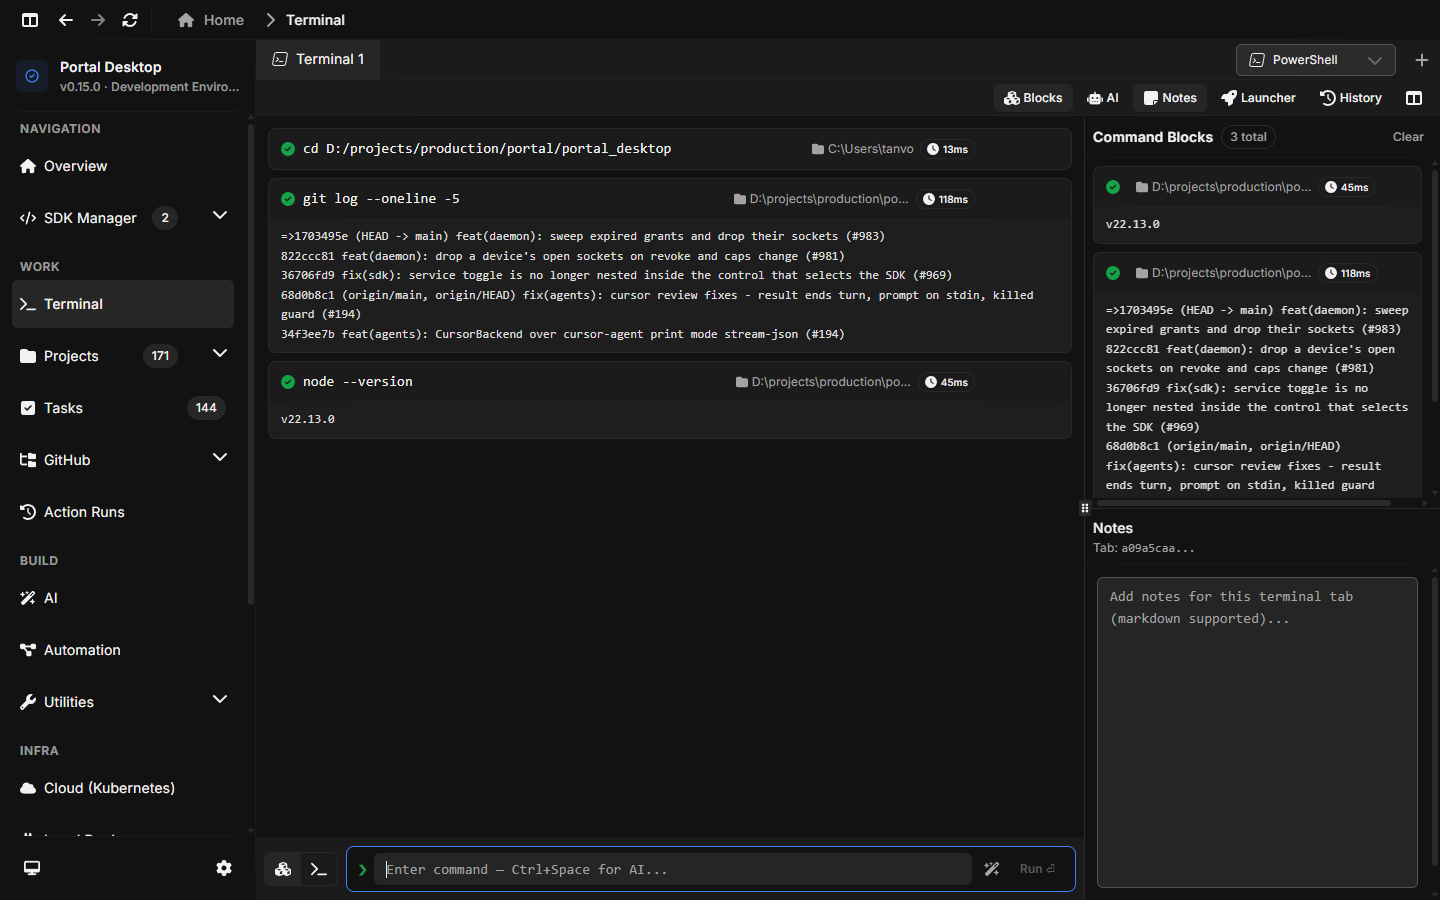 Home
Terminal
Portal Desktop
v0.15.0 · Development Enviro...
NAVIGATION
Overview
SDK Manager 2
WORK
Terminal
Projects 171
Tasks 144
GitHub
Action Runs
BUILD
AI
Automation
Utilities
INFRA
Cloud (Kubernetes)
Terminal 1
PowerShell
Blocks
AI
Notes
Launcher
History
cd D:/projects/production/portal/portal_desktop
C:\Users\tanvo
13ms
git log --oneline -5
D:\projects\production\po...
118ms
=>1703495e (HEAD -> main) feat(daemon): sweep expired grants and drop their sockets (#983)
822ccc81 feat(daemon): drop a device's open sockets on revoke and caps change (#981)
36706fd9 fix(sdk): service toggle is no longer nested inside the control that selects the SDK (#969)
68d0b8c1 (origin/main, origin/HEAD) fix(agents): cursor review fixes - result ends turn, prompt on stdin, killed
guard (#194)
34f3ee7b feat(agents): CursorBackend over cursor-agent print mode stream-json (#194)
node --version
D:\projects\production\po...
45ms
v22.13.0
Enter command — Ctrl+Space for AI...
Run ⏎
Command Blocks
3 total
Clear
D:\projects\production\po...
45ms
v22.13.0
D:\projects\production\po...
118ms
=>1703495e (HEAD -> main) feat(daemon): sweep
expired grants and drop their sockets (#983)
822ccc81 feat(daemon): drop a device's open
sockets on revoke and caps change (#981)
36706fd9 fix(sdk): service toggle is no
longer nested inside the control that selects
the SDK (#969)
68d0b8c1 (origin/main, origin/HEAD)
fix(agents): cursor review fixes - result
ends turn, prompt on stdin, killed guard
Notes
Tab: a09a5caa...
Add notes for this terminal tab
(markdown supported)...